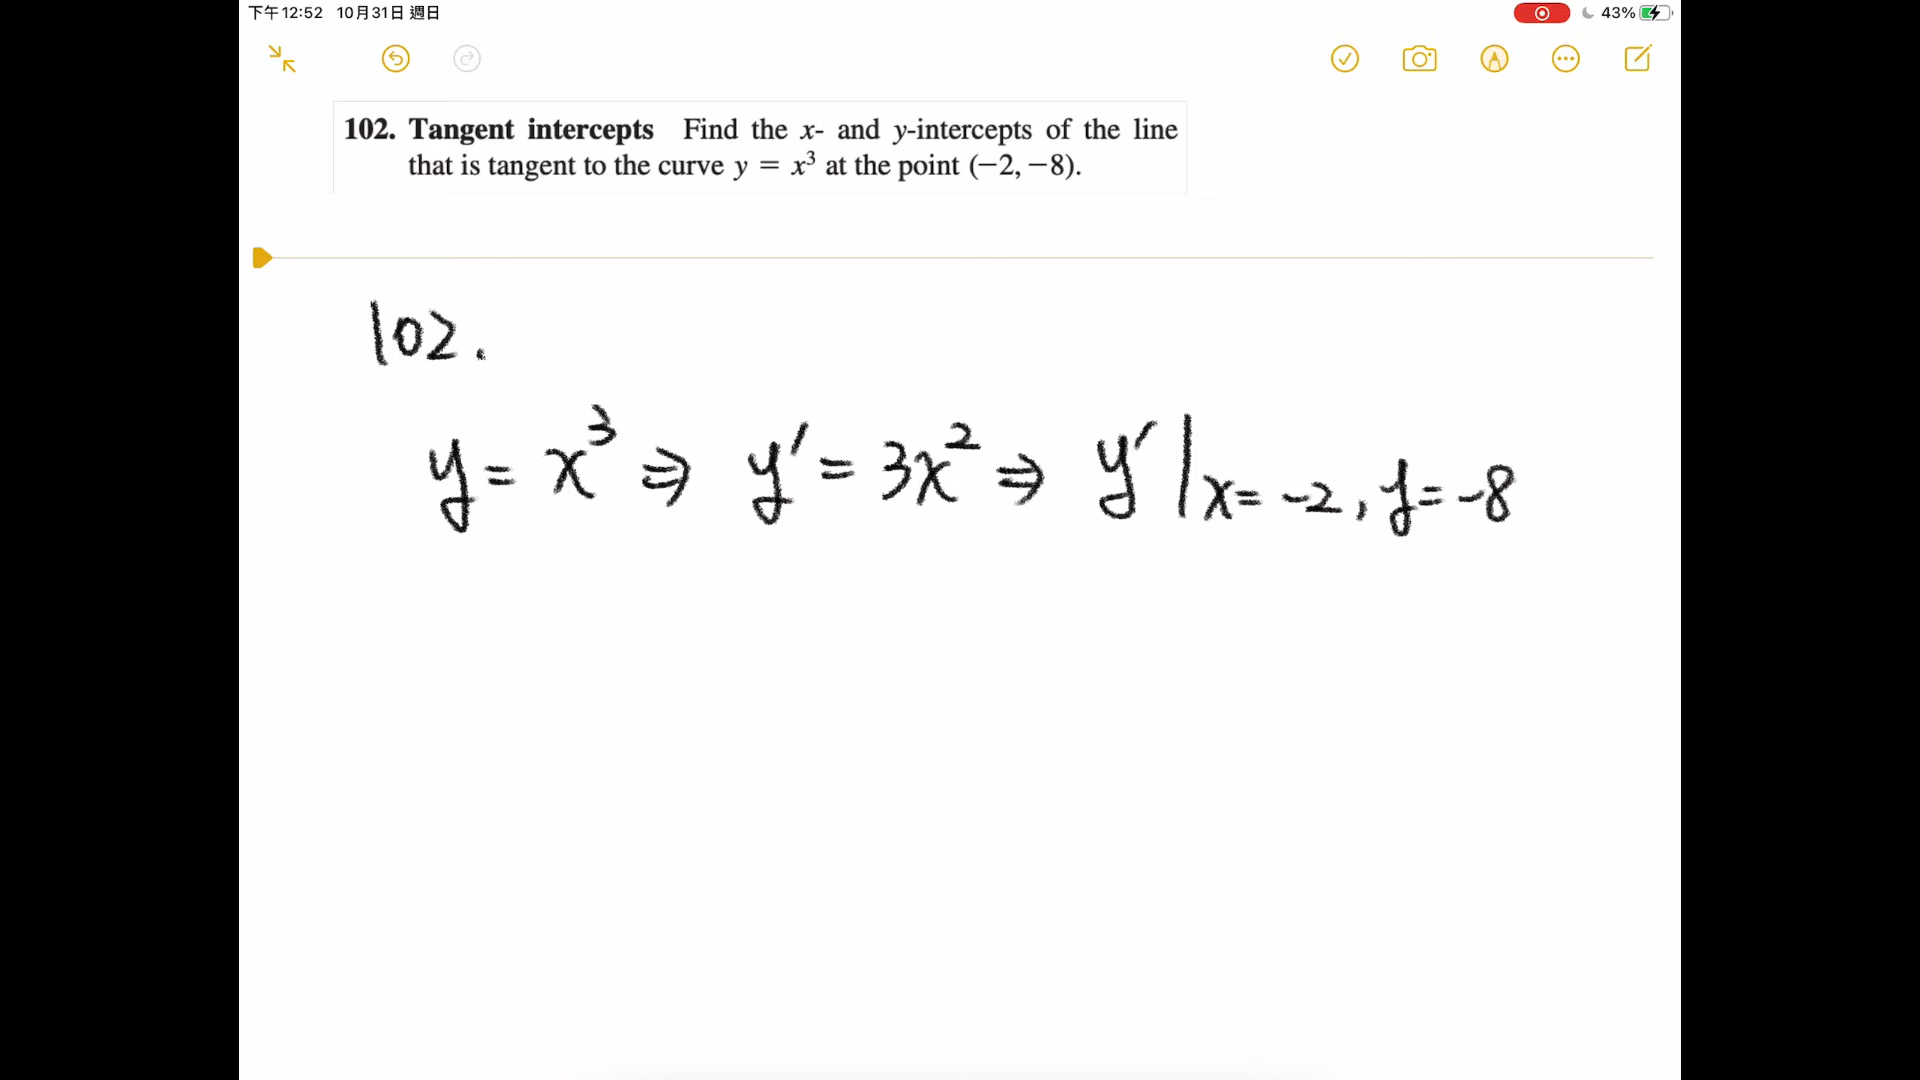 下午12:52 10月31日 週日 43%
102. Tangent intercepts Find the x- and y-intercepts of the line
that is tangent to the curve y = x³ at the point (−2, −8).
102.
y = x³ ⇒ y′ = 3x² ⇒ y′ |x = -2, y = -8